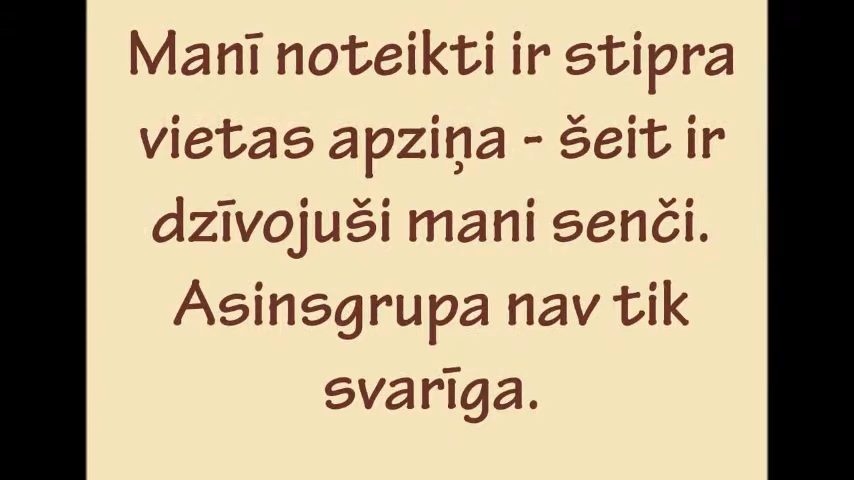 Manī noteikti ir stipra
vietas apziņa - šeit ir
dzīvojuši mani senči.
Asinsgrupa nav tik
svarīga.